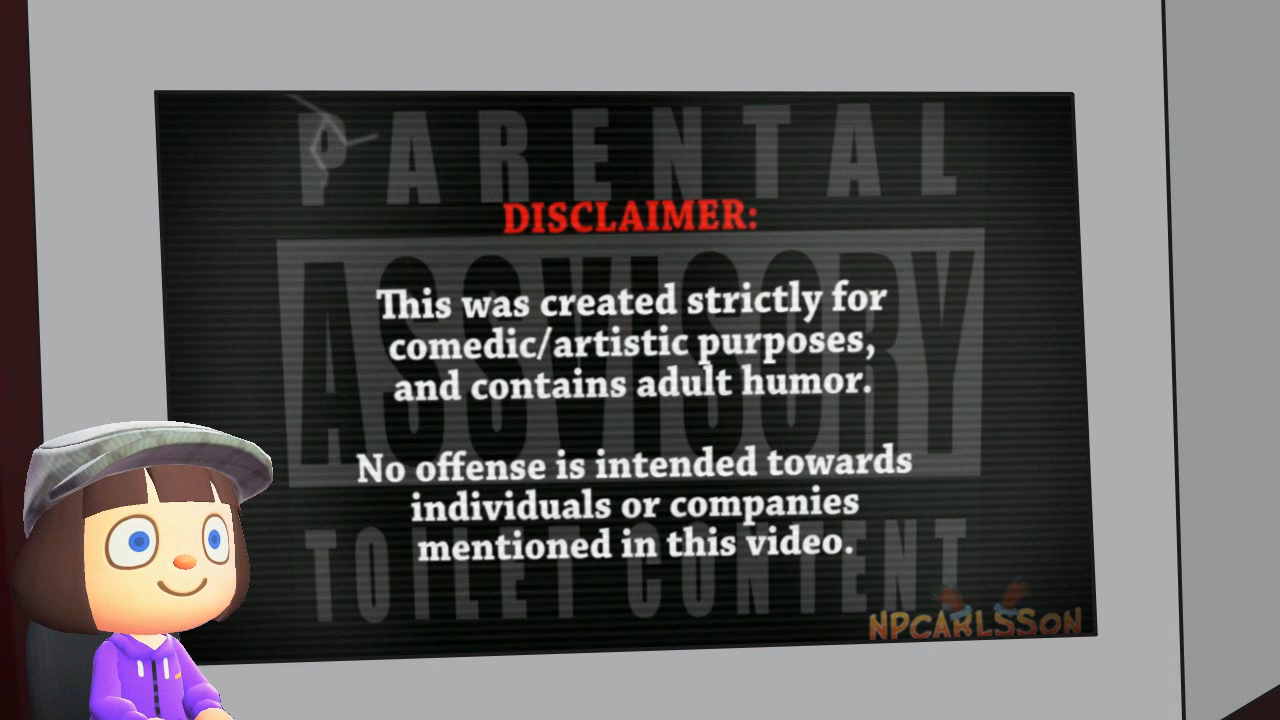 PARENTAL
DISCLAIMER:
ASSVISORY
This was created strictly for
comedic/artistic purposes,
and contains adult humor.
No offense is intended towards
individuals or companies
mentioned in this video.
TOILET CONTENT
NPCARLSSON